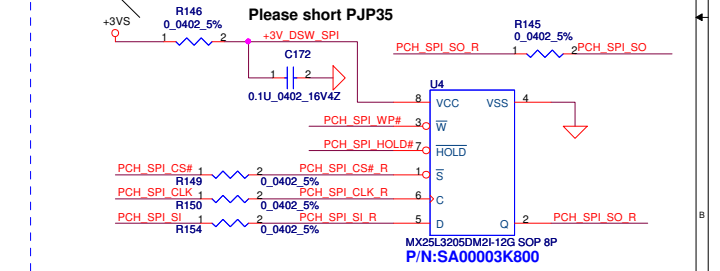 R146
0_0402_5%
Please short PJP35
+3VS
1
2
+3V_DSW_SPI
R145
0_0402_5%
PCH_SPI_SO_R
1
2
PCH_SPI_SO
C172
1
2
0.1U_0402_16V4Z
U4
8
VCC
VSS
4
PCH_SPI_WP#
3
W
PCH_SPI_HOLD#
7
HOLD
PCH_SPI_CS#
1
2
PCH_SPI_CS#_R
1
S
R149
0_0402_5%
PCH_SPI_CLK
1
2
PCH_SPI_CLK_R
6
C
R150
0_0402_5%
PCH_SPI_SI
1
2
PCH_SPI_SI_R
5
D
Q
2
PCH_SPI_SO_R
R154
0_0402_5%
MX25L3205DM2I-12G SOP 8P
P/N:SA00003K800
B